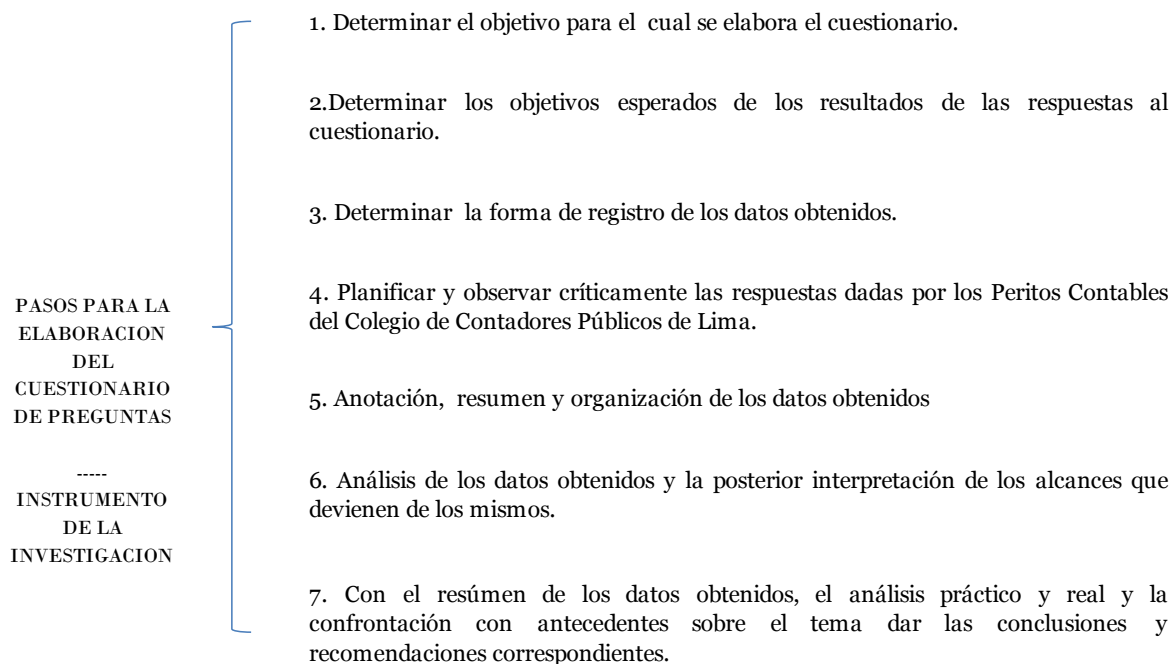 1. Determinar el objetivo para el cual se elabora el cuestionario.
2.Determinar los objetivos esperados de los resultados de las respuestas al
cuestionario.
3. Determinar la forma de registro de los datos obtenidos.
4. Planificar y observar críticamente las respuestas dadas por los Peritos Contables
del Colegio de Contadores Públicos de Lima.
5. Anotación, resumen y organización de los datos obtenidos
6. Análisis de los datos obtenidos y la posterior interpretación de los alcances que
devienen de los mismos.
7. Con el resúmen de los datos obtenidos, el análisis práctico y real y la
confrontación con antecedentes sobre el tema dar las conclusiones y
recomendaciones correspondientes.
PASOS PARA LA
ELABORACION
DEL
CUESTIONARIO
DE PREGUNTAS
-----
INSTRUMENTO
DE LA
INVESTIGACION